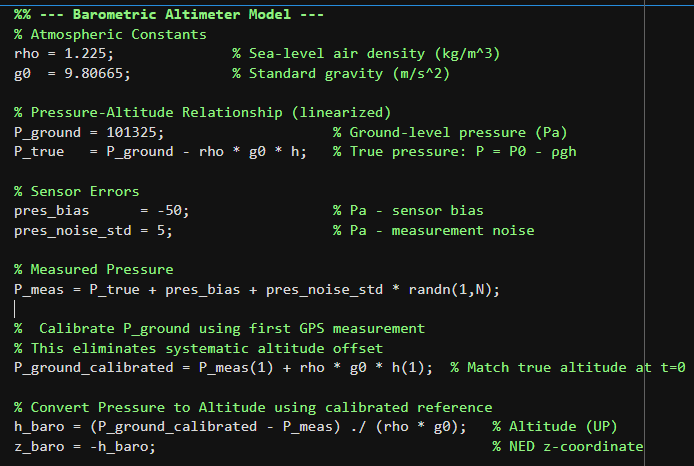 %% --- Barometric Altimeter Model ---
% Atmospheric Constants
rho = 1.225;              % Sea-level air density (kg/m^3)
g0  = 9.80665;            % Standard gravity (m/s^2)
% Pressure-Altitude Relationship (linearized)
P_ground = 101325;                    % Ground-level pressure (Pa)
P_true   = P_ground - rho * g0 * h;   % True pressure: P = P0 - ρgh
% Sensor Errors
pres_bias      = -50;                 % Pa - sensor bias
pres_noise_std = 5;                   % Pa - measurement noise
% Measured Pressure
P_meas = P_true + pres_bias + pres_noise_std * randn(1,N);
%  Calibrate P_ground using first GPS measurement
% This eliminates systematic altitude offset
P_ground_calibrated = P_meas(1) + rho * g0 * h(1);  % Match true altitude at t=0
% Convert Pressure to Altitude using calibrated reference
h_baro = (P_ground_calibrated - P_meas) ./ (rho * g0);   % Altitude (UP)
z_baro = -h_baro;                                        % NED z-coordinate